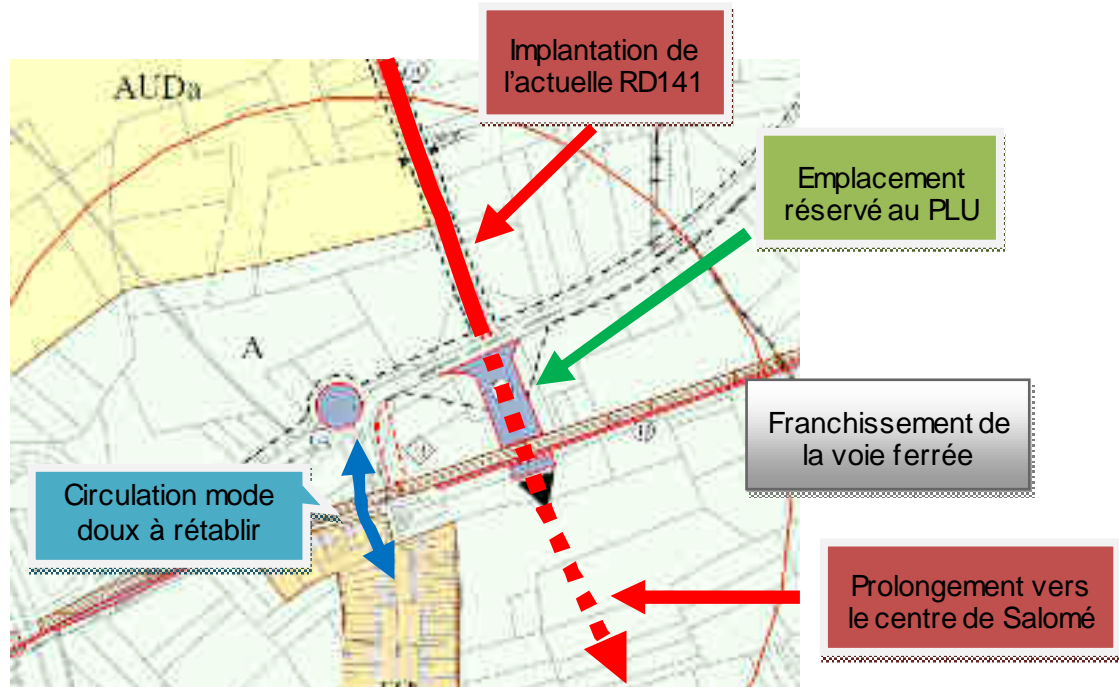 Implantation de
l'actuelle RD141
AUDa
Emplacement
réservé au PLU
A
Franchissement de
la voie ferrée
Circulation mode
doux à rétablir
Prolongement vers
le centre de Salomé